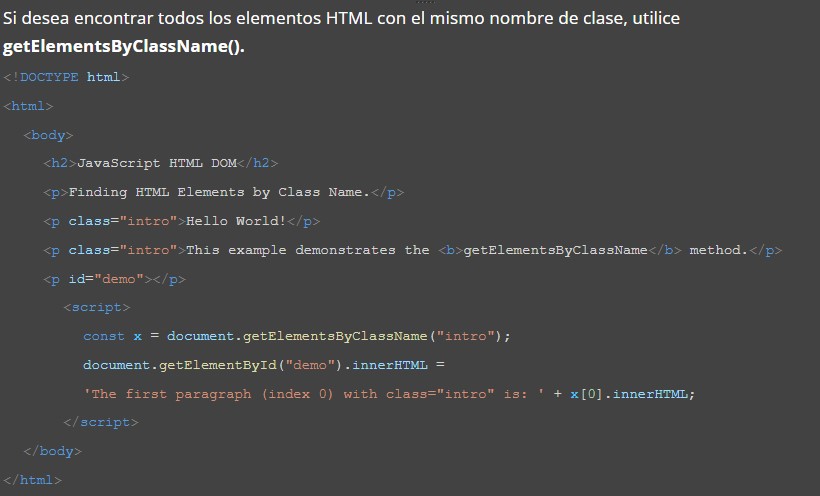 Si desea encontrar todos los elementos HTML con el mismo nombre de clase, utilice
getElementsByClassName().
<!DOCTYPE html>
<html>
<body>
<h2>JavaScript HTML DOM</h2>
<p>Finding HTML Elements by Class Name.</p>
<p class="intro">Hello World!</p>
<p class="intro">This example demonstrates the <b>getElementsByClassName</b> method.</p>
<p id="demo"></p>
<script>
const x = document.getElementsByClassName("intro");
document.getElementById("demo").innerHTML =
'The first paragraph (index 0) with class="intro" is: ' + x[0].innerHTML;
</script>
</body>
</html>